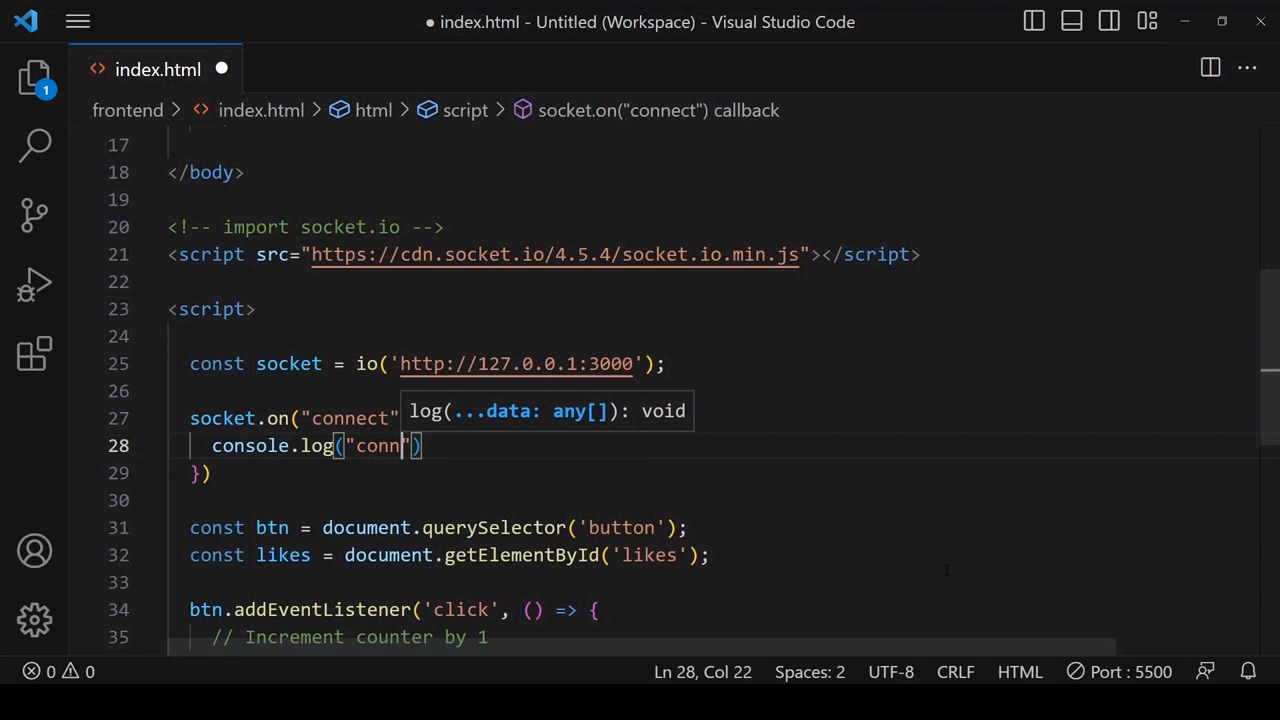 index.html - Untitled (Workspace) - Visual Studio Code
index.html
1
frontend > index.html > html > script > socket.on("connect") callback
17
18 </body>
19
20 <!-- import socket.io -->
21 <script src="https://cdn.socket.io/4.5.4/socket.io.min.js"></script>
22
23 <script>
24
25 const socket = io('http://127.0.0.1:3000');
26
log(...data: any[]): void
27 socket.on("connect"
28 console.log("conn")
29 })
30
31 const btn = document.querySelector('button');
32 const likes = document.getElementById('likes');
33
34 btn.addEventListener('click', () => {
35 // Increment counter by 1
0 0 Ln 28, Col 22 Spaces: 2 UTF-8 CRLF HTML Port : 5500